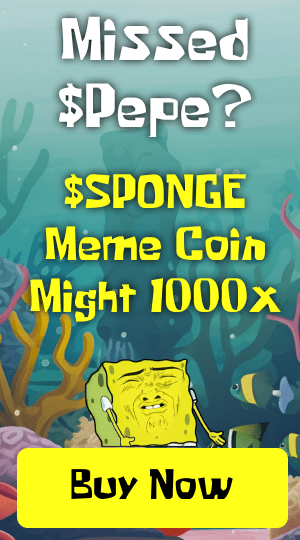 Missed
$Pepe?
$SPONGE
Meme Coin
Might 1000x
Buy Now